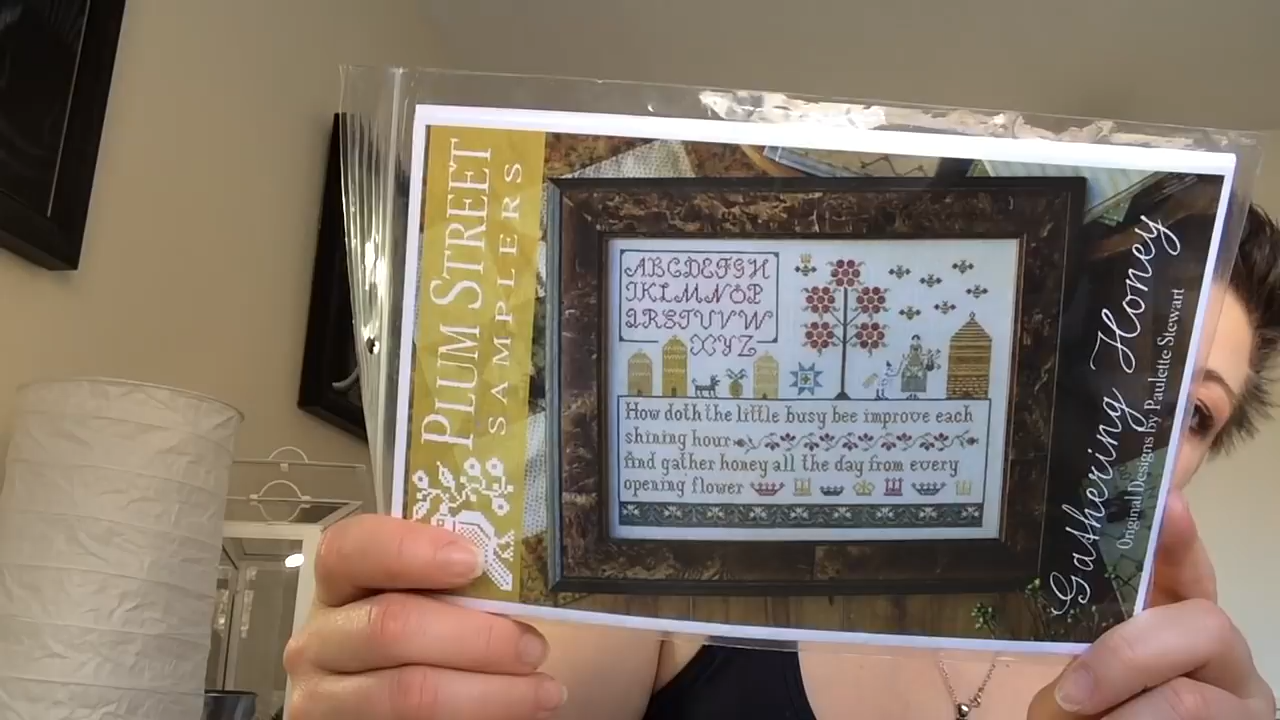 PLUM STREET
SAMPLERS
ABCDEFGH
IKLMNOP
QRSTUVW
XYZ
How doth the little busy bee improve each
shining hour
And gather honey all the day from every
opening flower
Gathering Honey
Original Designs by Paulette Stewart